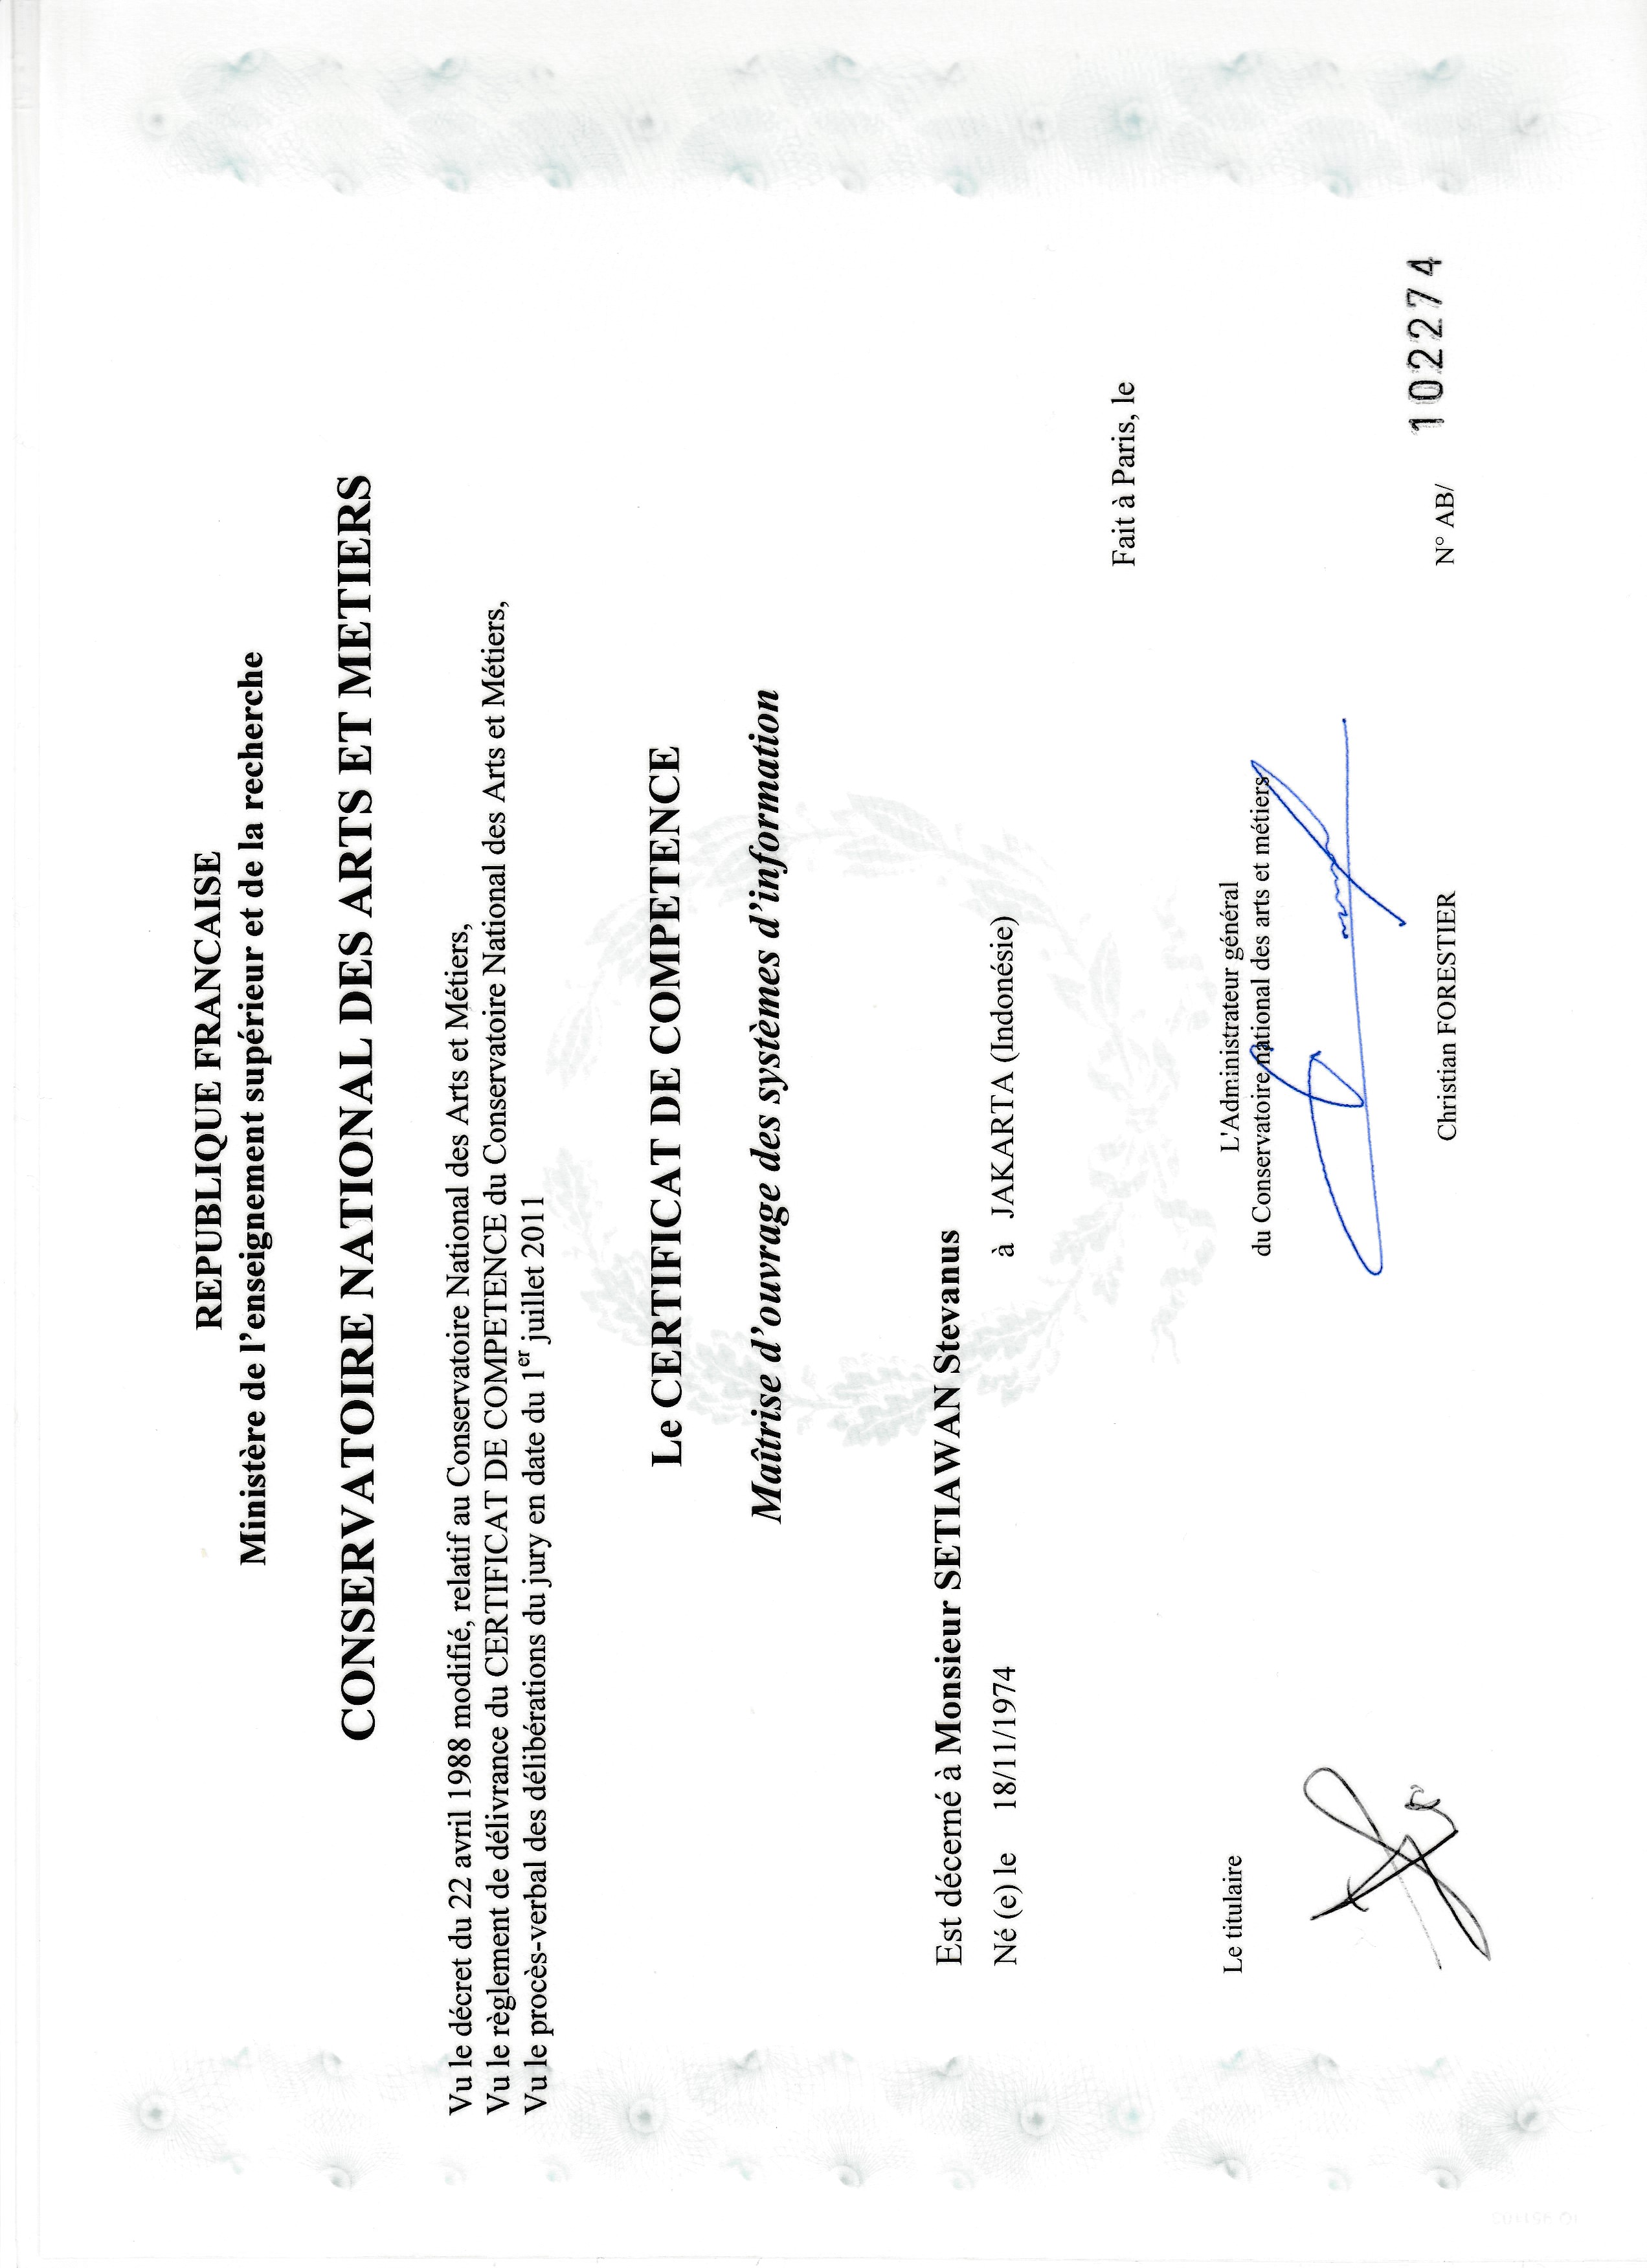 REPUBLIQUE FRANCAISE
Ministère de l’enseignement supérieur et de la recherche
CONSERVATOIRE NATIONAL DES ARTS ET METIERS
Vu le décret du 22 avril 1988 modifié, relatif au Conservatoire National des Arts et Métiers,
Vu le règlement de délivrance du CERTIFICAT DE COMPETENCE du Conservatoire National des Arts et Métiers,
Vu le procès-verbal des délibérations du jury en date du 1er juillet 2011
Le CERTIFICAT DE COMPETENCE
Maîtrise d’ouvrage des systèmes d’information
Est décerné à Monsieur SETIAWAN Stevanus
Né (e) le 18/11/1974 à JAKARTA (Indonésie)
Fait à Paris, le
Le titulaire
L'Administrateur général
du Conservatoire national des arts et métiers
Christian FORESTIER
N° AB/ 102274